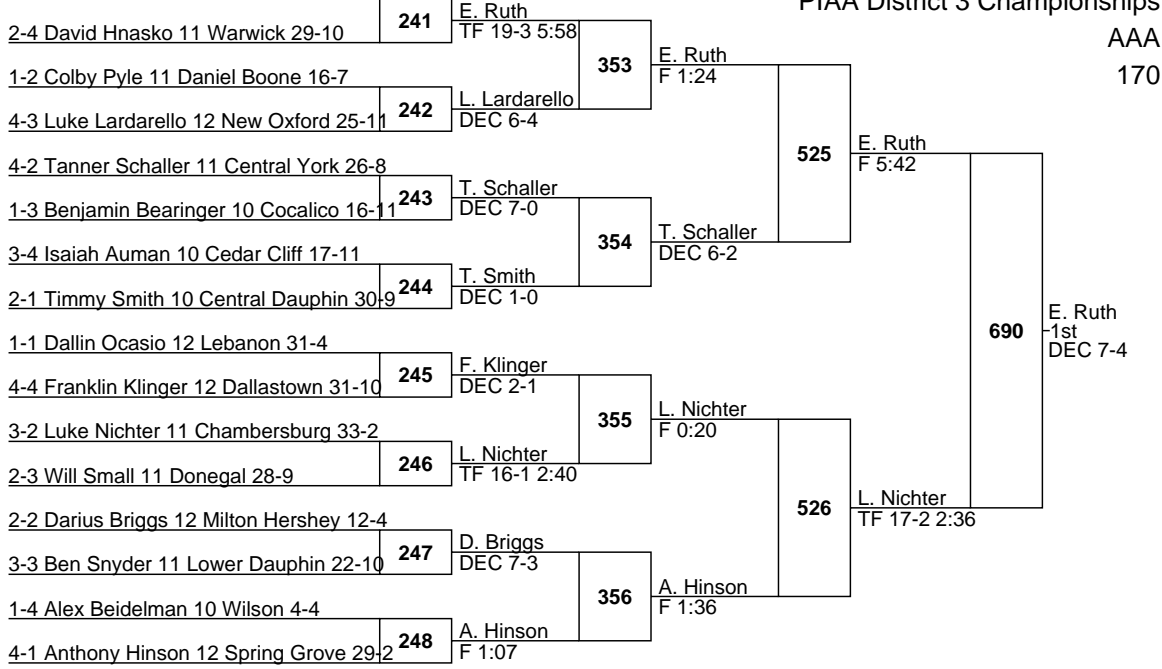 PIAA District 3 Championships
AAA
170
2-4 David Hnasko 11 Warwick 29-10
1-2 Colby Pyle 11 Daniel Boone 16-7
4-3 Luke Lardarello 12 New Oxford 25-11
4-2 Tanner Schaller 11 Central York 26-8
1-3 Benjamin Bearinger 10 Cocalico 16-11
3-4 Isaiah Auman 10 Cedar Cliff 17-11
2-1 Timmy Smith 10 Central Dauphin 30-9
1-1 Dallin Ocasio 12 Lebanon 31-4
4-4 Franklin Klinger 12 Dallastown 31-10
3-2 Luke Nichter 11 Chambersburg 33-2
2-3 Will Small 11 Donegal 28-9
2-2 Darius Briggs 12 Milton Hershey 12-4
3-3 Ben Snyder 11 Lower Dauphin 22-10
1-4 Alex Beidelman 10 Wilson 4-4
4-1 Anthony Hinson 12 Spring Grove 29-2
241
242
243
244
245
246
247
248
E. Ruth
TF 19-3 5:58
L. Lardarello
DEC 6-4
T. Schaller
DEC 7-0
T. Smith
DEC 1-0
F. Klinger
DEC 2-1
L. Nichter
TF 16-1 2:40
D. Briggs
DEC 7-3
A. Hinson
F 1:07
353
354
355
356
E. Ruth
F 1:24
T. Schaller
DEC 6-2
L. Nichter
F 0:20
A. Hinson
F 1:36
525
526
E. Ruth
F 5:42
L. Nichter
TF 17-2 2:36
690
E. Ruth
1st
DEC 7-4